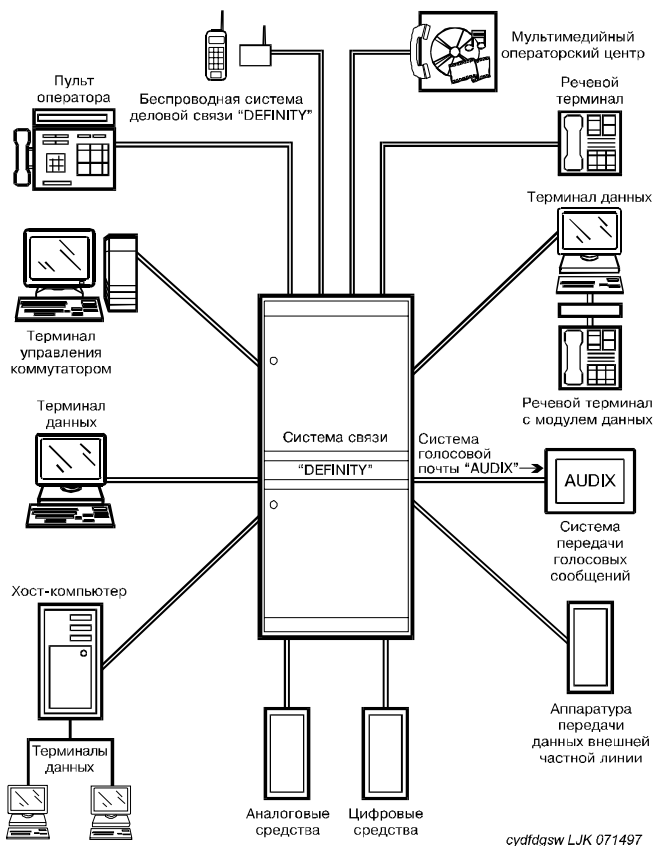 Мультимедийный
операторский центр
Пульт
оператора
Беспроводная система
деловой связи “DEFINITY”
Речевой
терминал
Терминал данных
Терминал
управления
коммутатором
Речевой терминал
с модулем данных
Терминал
данных
Система связи
“DEFINITY”
Система
голосовой
почты “AUDIX”
AUDIX
Система
передачи
голосовых
сообщений
Хост-компьютер
Аппаратура
передачи
данных внешней
частной линии
Терминалы
данных
Аналоговые
средства
Цифровые
средства
cydfdgsw LJK 071497